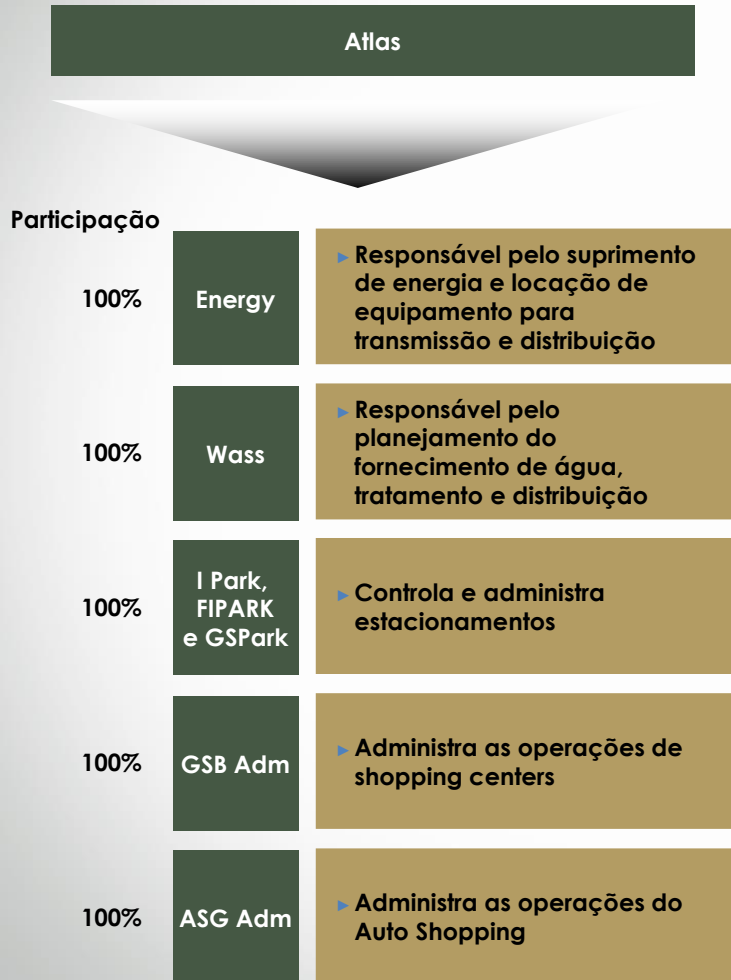 Atlas
Participação
100%
Energy
► Responsável pelo suprimento
de energia e locação de
equipamento para
transmissão e distribuição
100%
Wass
► Responsável pelo
planejamento do
fornecimento de água,
tratamento e distribuição
100%
I Park,
FIPARK
e GSPark
► Controla e administra
estacionamentos
100%
GSB Adm
► Administra as operações de
shopping centers
100%
ASG Adm
► Administra as operações do
Auto Shopping